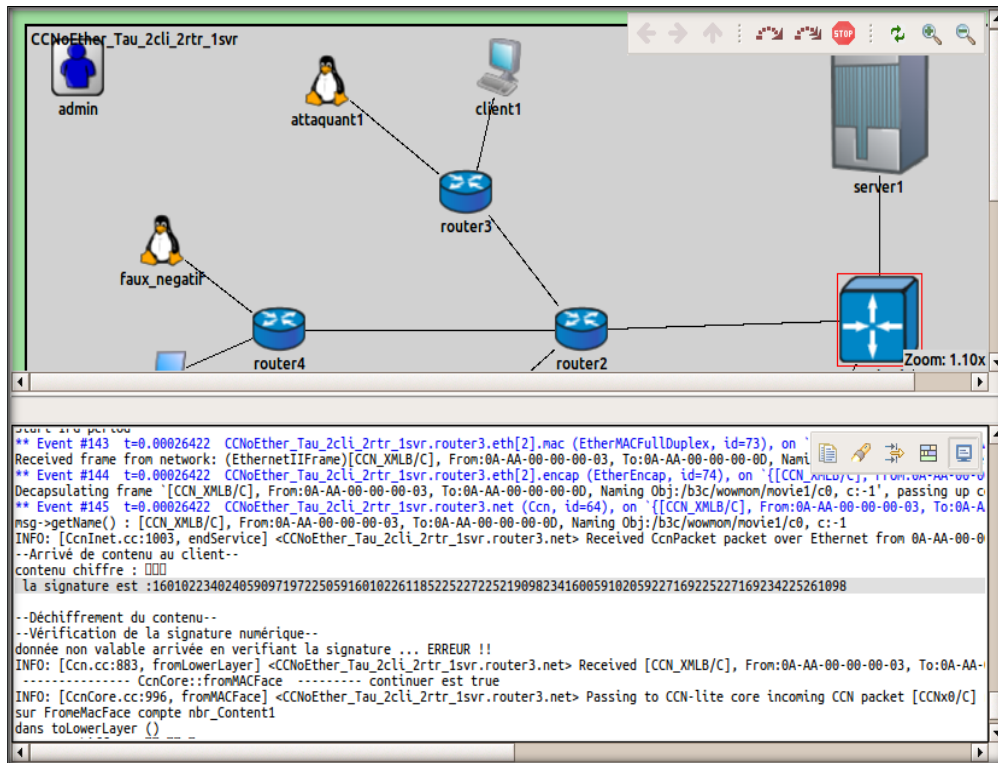 CCNoEther_Tau_2cli_2rtr_1svr
STOP
admin
attaquant1
client1
server1
router3
faux_negatif
router4
router2
Zoom: 1.10x
** Event #143 t=0.00026422 CCNoEther_Tau_2cli_2rtr_1svr.router3.eth[2].mac (EtherMACFullDuplex, id=73), on `
Received frame from network: (EthernetIIFrame)[CCN_XMLB/C], From:0A-AA-00-00-00-03, To:0A-AA-00-00-00-0D, Nami
** Event #144 t=0.00026422 CCNoEther_Tau_2cli_2rtr_1svr.router3.eth[2].encap (EtherEncap, id=74), on `{[CCN_XMLB/C], From:0A-AA-00-0
Decapsulating frame `[CCN_XMLB/C], From:0A-AA-00-00-00-03, To:0A-AA-00-00-00-0D, Naming Obj:/b3c/wowmom/movie1/c0, c:-1', passing up c
** Event #145 t=0.00026422 CCNoEther_Tau_2cli_2rtr_1svr.router3.net (Ccn, id=64), on `{[CCN_XMLB/C], From:0A-AA-00-00-00-03, To:0A-A
msg->getName() : [CCN_XMLB/C], From:0A-AA-00-00-00-03, To:0A-AA-00-00-00-0D, Naming Obj:/b3c/wowmom/movie1/c0, c:-1
INFO: [CcnInet.cc:1003, endService] <CCNoEther_Tau_2cli_2rtr_1svr.router3.net> Received CcnPacket packet over Ethernet from 0A-AA-00-0
--Arrivé de contenu au client--
contenu chiffre :
la signature est :160102234024059097197225059160102261185225227225219098234160059102059227169225227169234225261098
--Déchiffrement du contenu--
--Vérification de la signature numérique--
donnée non valable arrivée en verifiant la signature ... ERREUR !!
INFO: [Ccn.cc:883, fromLowerLayer] <CCNoEther_Tau_2cli_2rtr_1svr.router3.net> Received [CCN_XMLB/C], From:0A-AA-00-00-00-03, To:0A-AA-
--------------- CcnCore::fromMACFace --------- continuer est true
INFO: [CcnCore.cc:996, fromMACFace] <CCNoEther_Tau_2cli_2rtr_1svr.router3.net> Passing to CCN-lite core incoming CCN packet [CCNx0/C]
sur FromeMacFace compte nbr_Content1
dans toLowerLayer ()